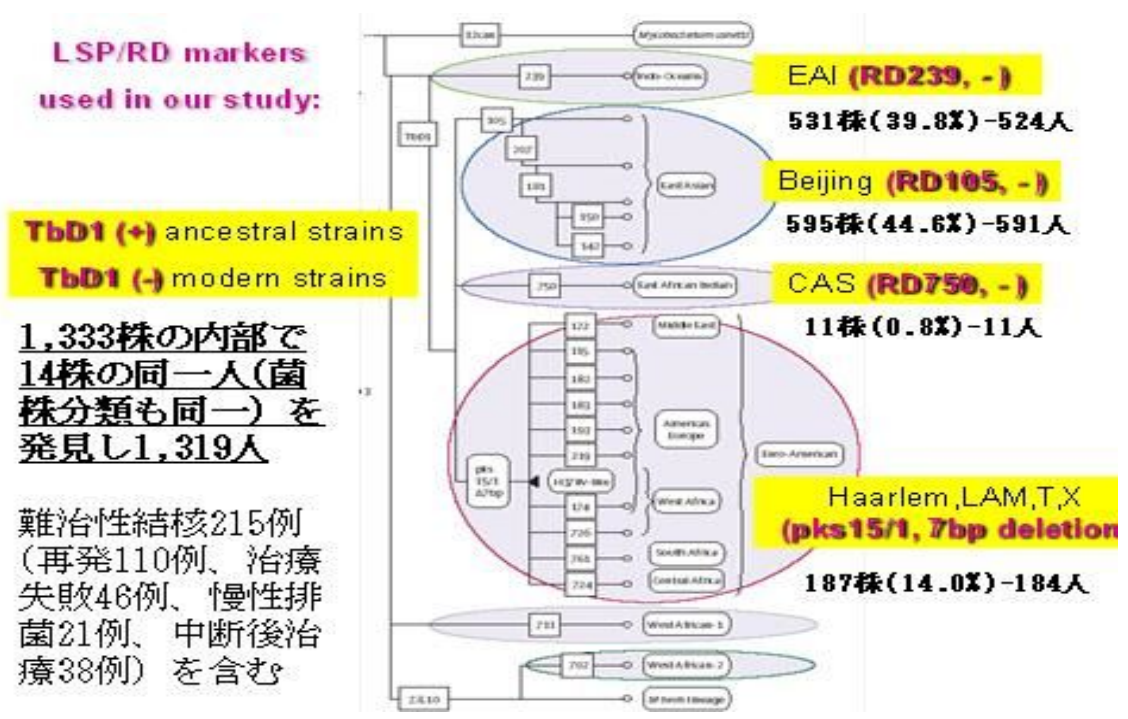 LSP/RD markers
used in our study:
TbD1 (+) ancestral strains
TbD1 (-) modern strains
1,333株の内部で
14株の同一人(菌
株分類も同一) を
発見し1,319人
難治性結核215例
(再発110例、治療
失敗46例、慢性排
菌21例、中断後治
療38例) を含む
EAI (RD239, -)
531株(39.8%)-524人
Beijing (RD105, -)
595株(44.6%)-591人
CAS (RD750, -)
11株(0.8%)-11人
Haarlem,LAM,T,X
(pks15/1, 7bp deletion
187株(14.0%)-184人
239
Indo-Oceanic
TbD1
105
207
181
150
142
East Asian
750
East African Indian
122
Middle East
182
183
193
219
American
Europe
Euro-American
pks
15/1
Δ7bp
H37Rv-like
174
West Africa
726
761
South Africa
724
Central Africa
711
West African-1
702
West African-2